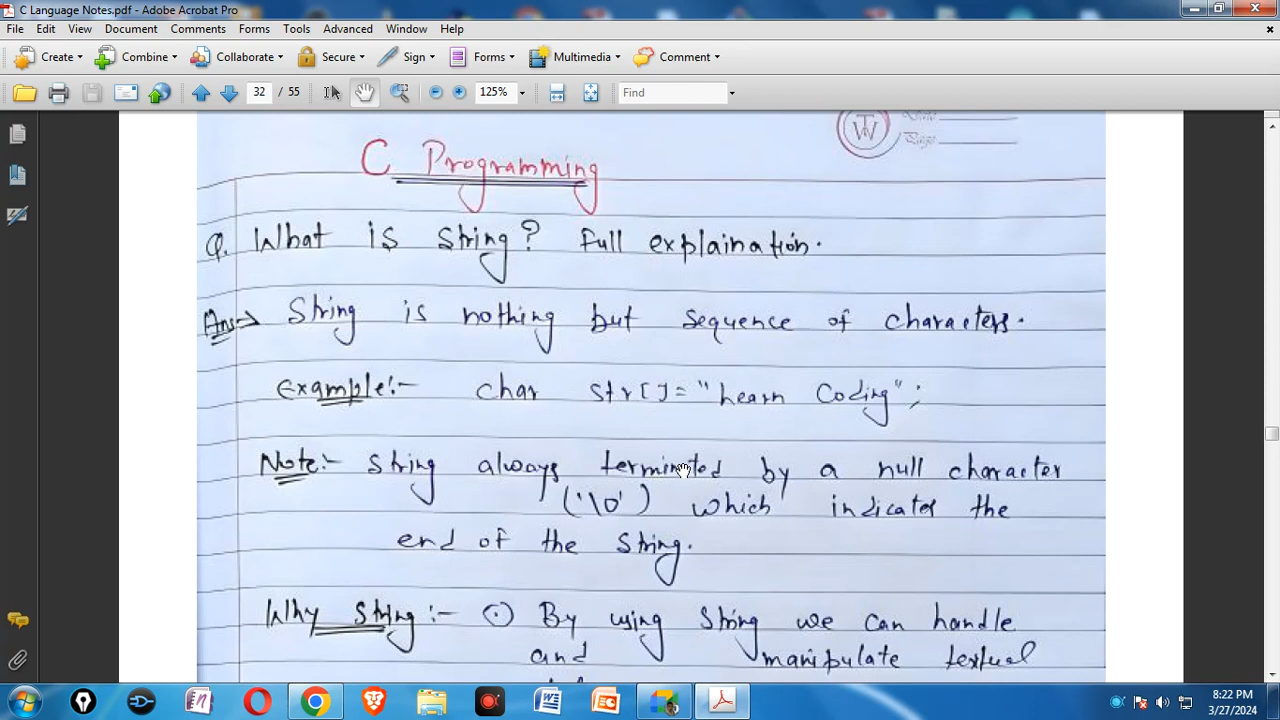 C Language Notes.pdf - Adobe Acrobat Pro
File Edit View Document Comments Forms Tools Advanced Window Help
Create Combine Collaborate Secure Sign Forms Multimedia Comment
32 / 55 125% Find
C Programming
Q. What is String? Full explaination.
Ans→ String is nothing but sequence of characters.
Example:- char str[]="Learn Coding";
Note:- String always terminated by a null character
('\0') which indicates the
end of the String.
Why String:- ① By using String we can handle
and manipulate textual
8:22 PM
3/27/2024